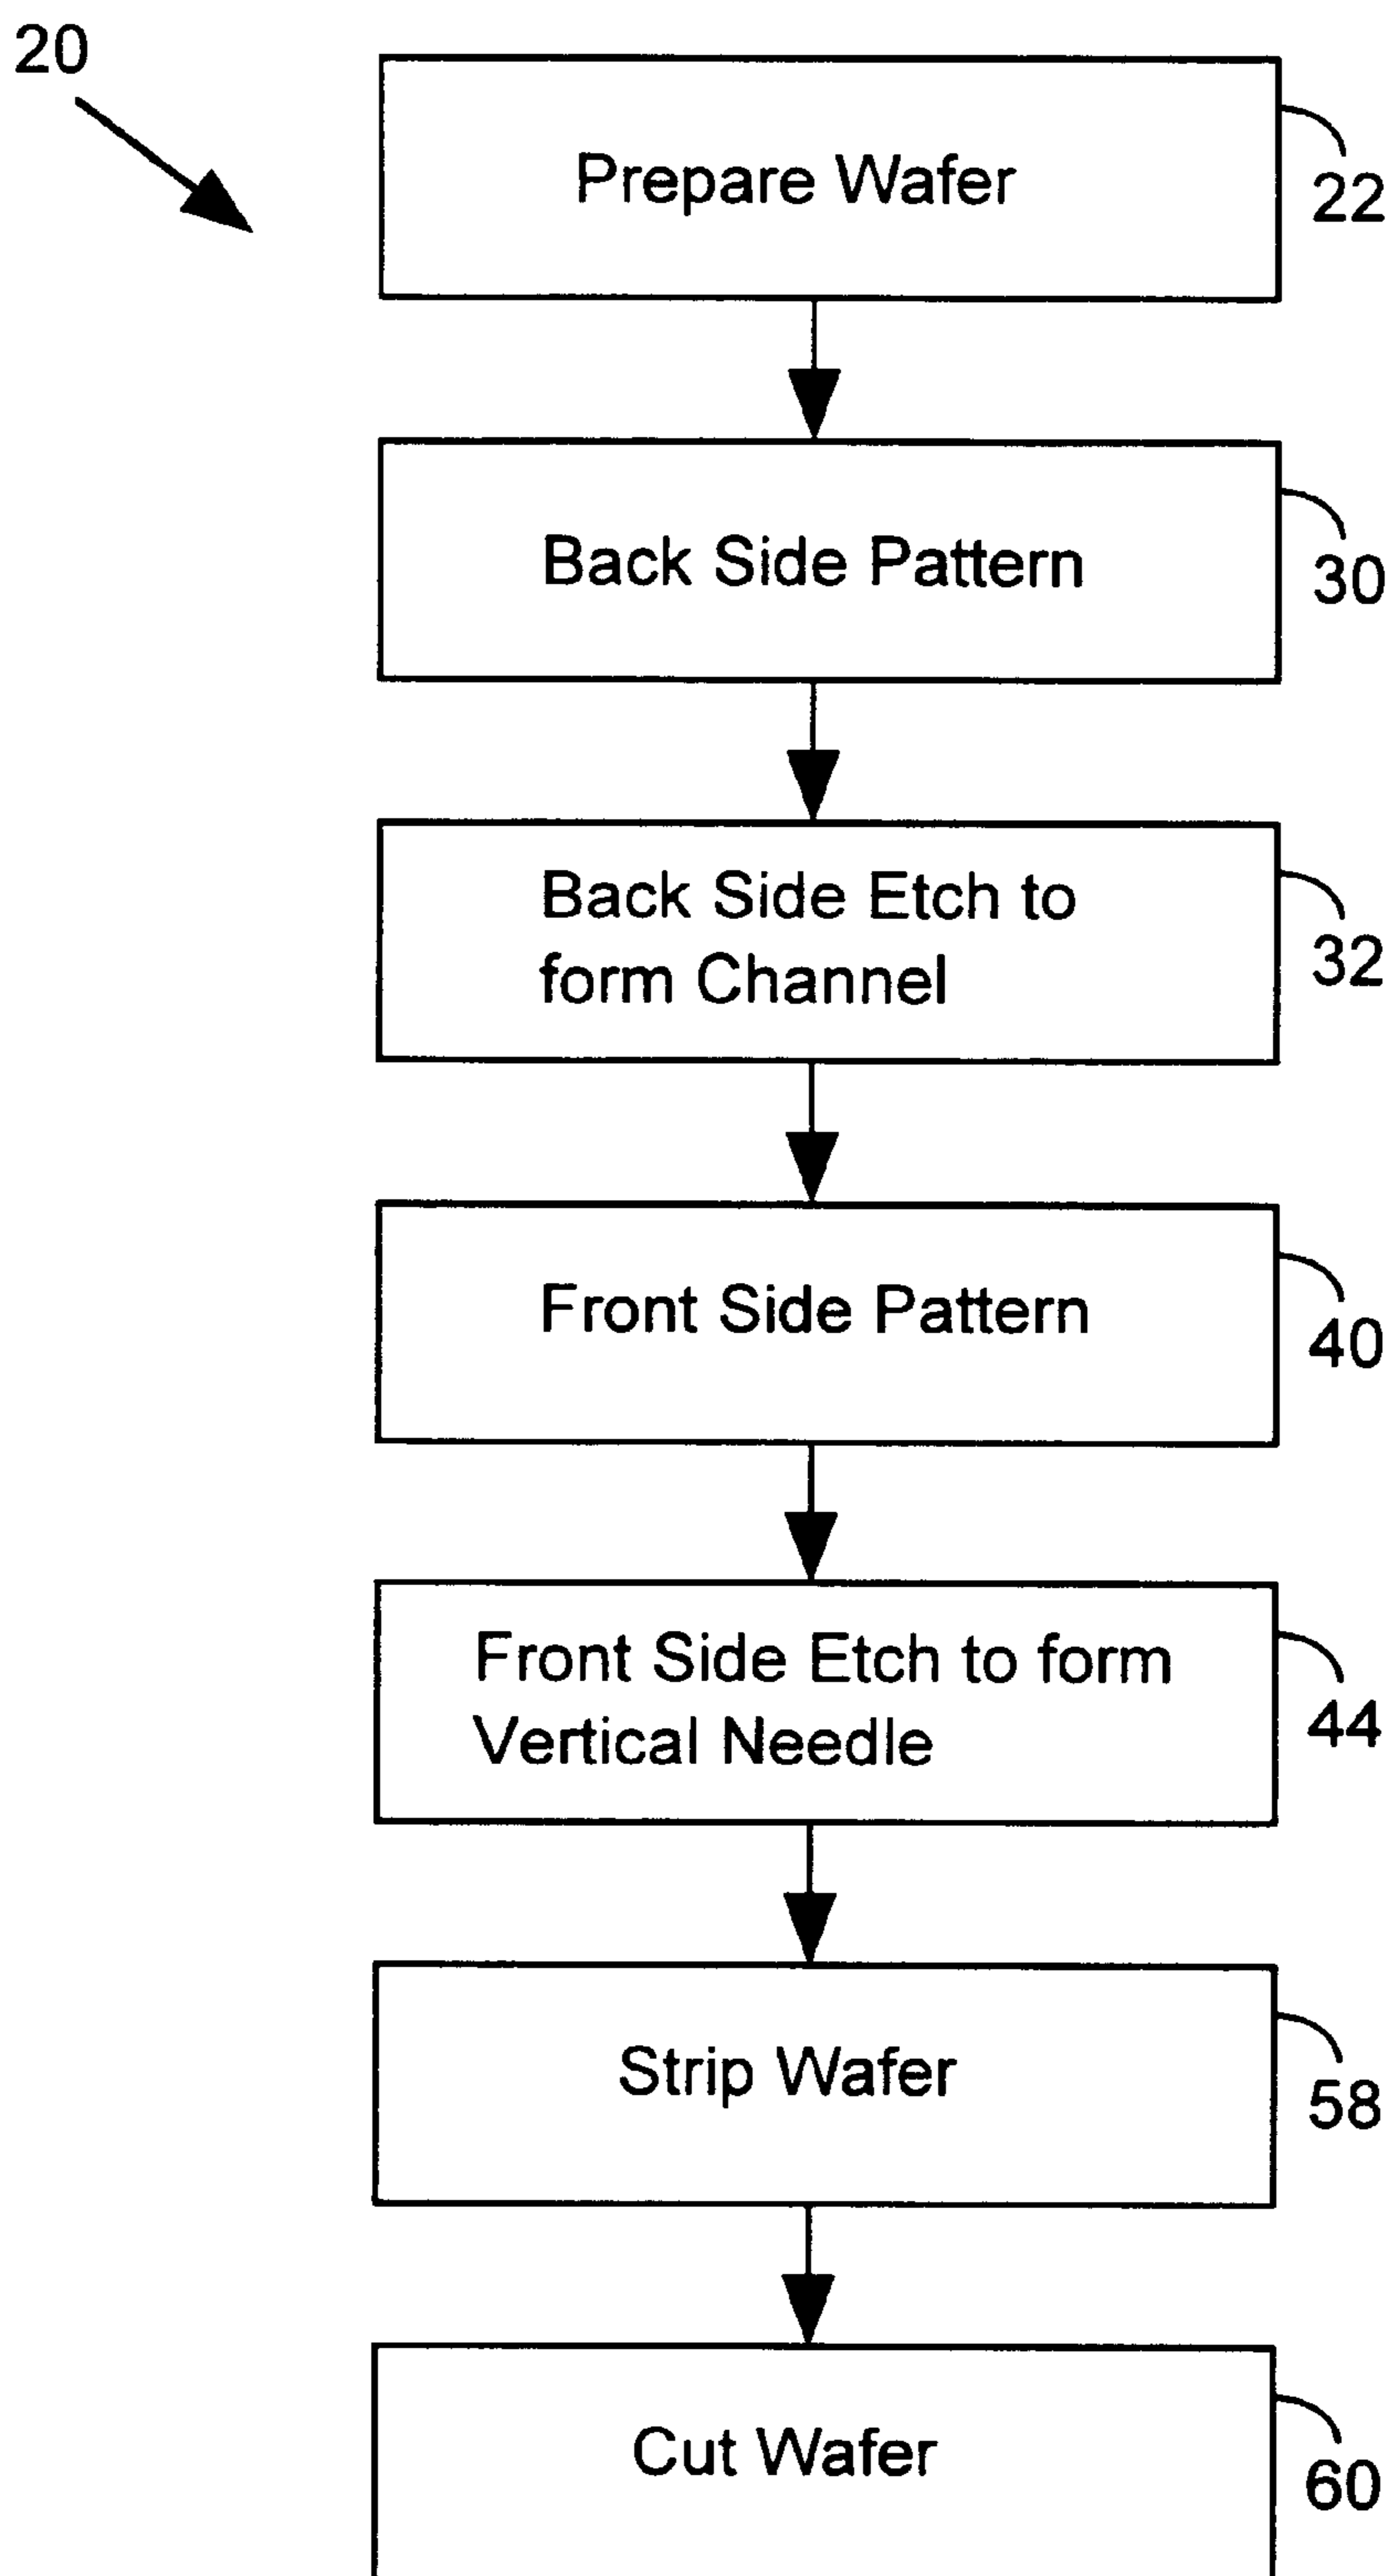 20
Prepare Wafer
22
Back Side Pattern
30
Back Side Etch to
form Channel
32
Front Side Pattern
40
Front Side Etch to form
Vertical Needle
44
Strip Wafer
58
Cut Wafer
60